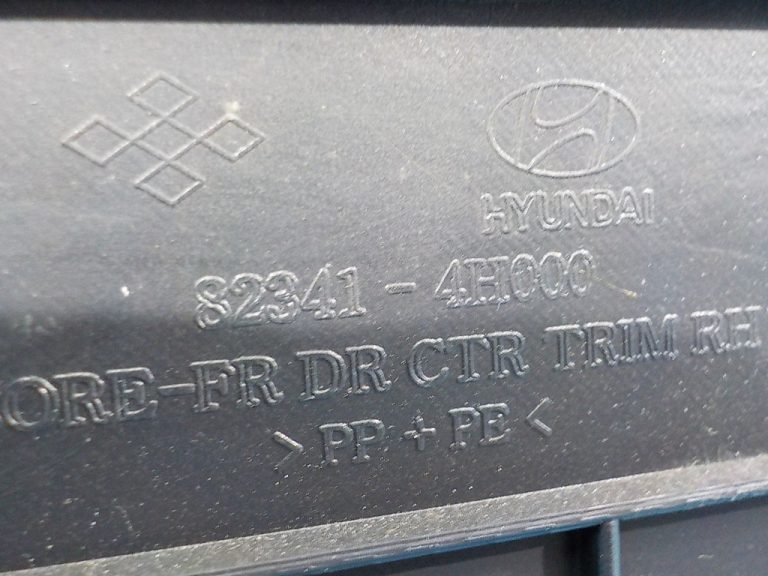 HYUNDAI
82341-4H000
ORE-FR DR CTR TRIM RH
> PP + PE <